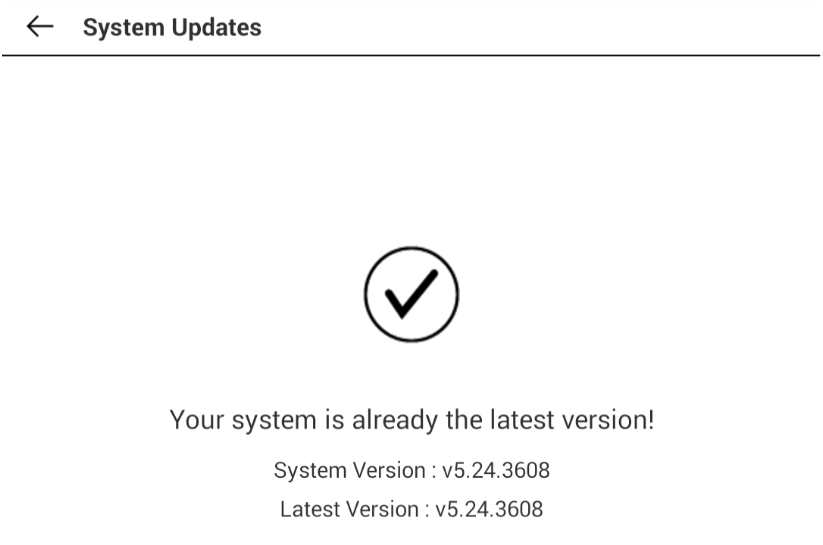 System Updates
Your system is already the latest version!
System Version : v5.24.3608
Latest Version : v5.24.3608